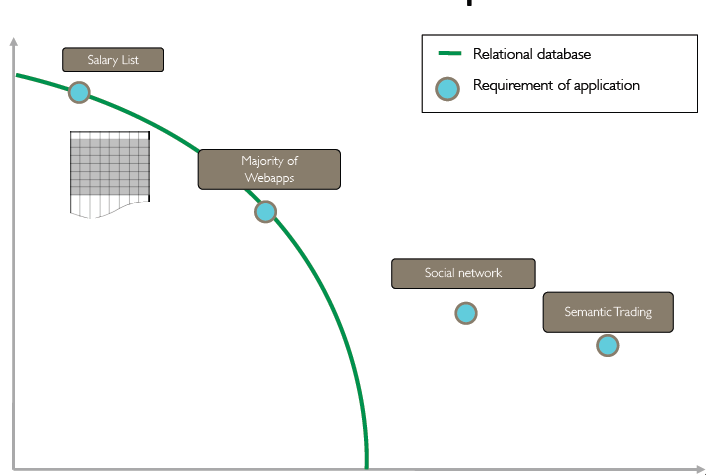 Salary List
Relational database
Requirement of application
Majority of
Webapps
Social network
Semantic Trading